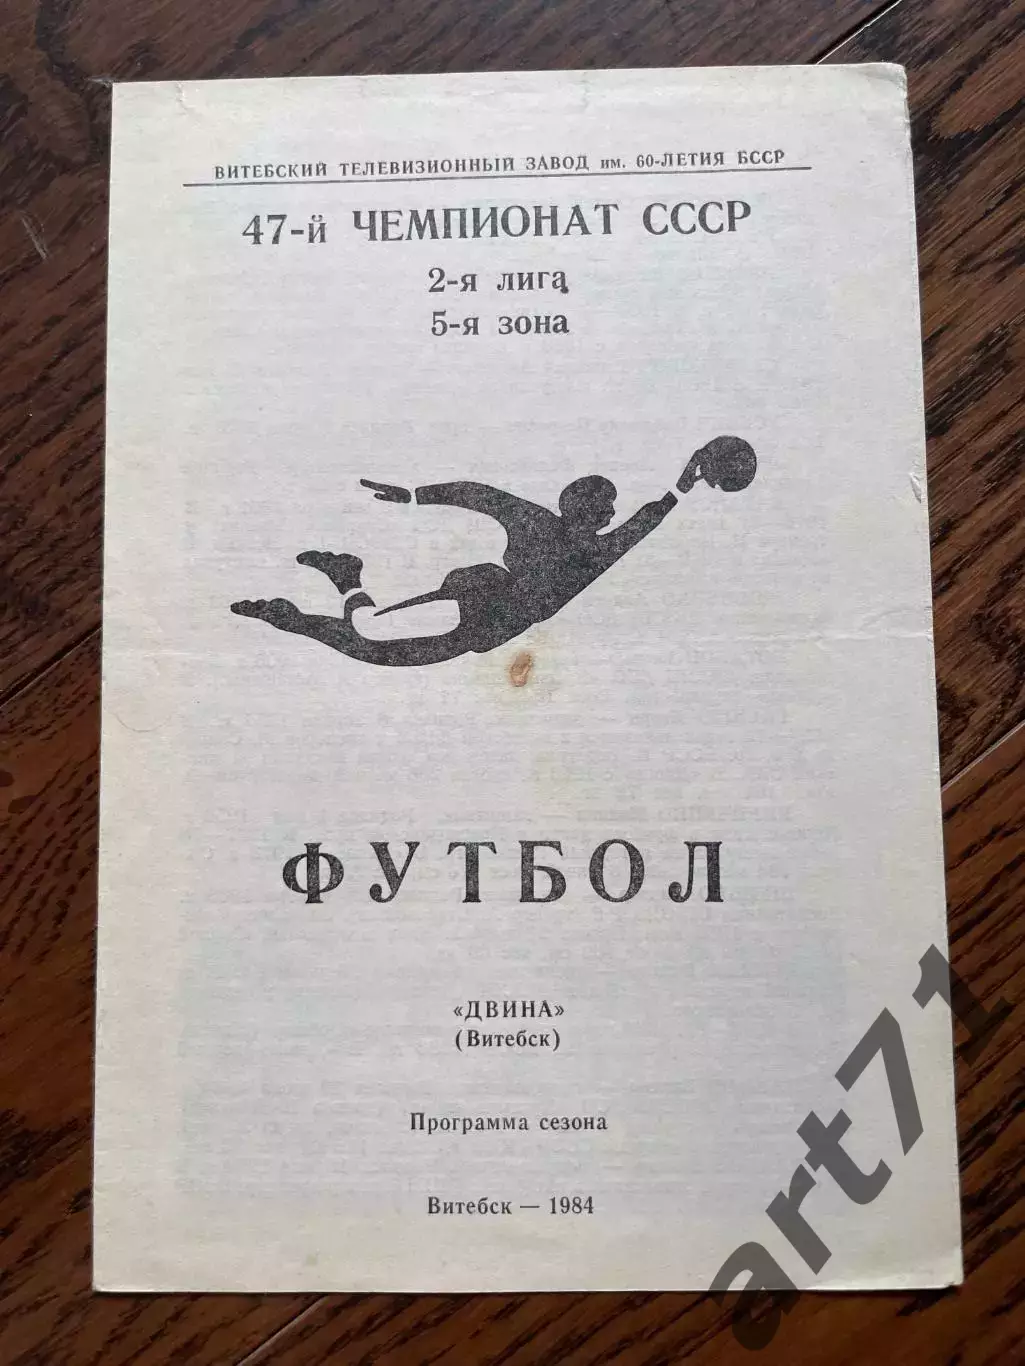 ВИТЕБСКИЙ ТЕЛЕВИЗИОННЫЙ ЗАВОД им. 60-ЛЕТИЯ БССР
47-й ЧЕМПИОНАТ СССР
2-я лига
5-я зона
ФУТБОЛ
«ДВИНА»
(Витебск)
Программа сезона
Витебск — 1984
art71